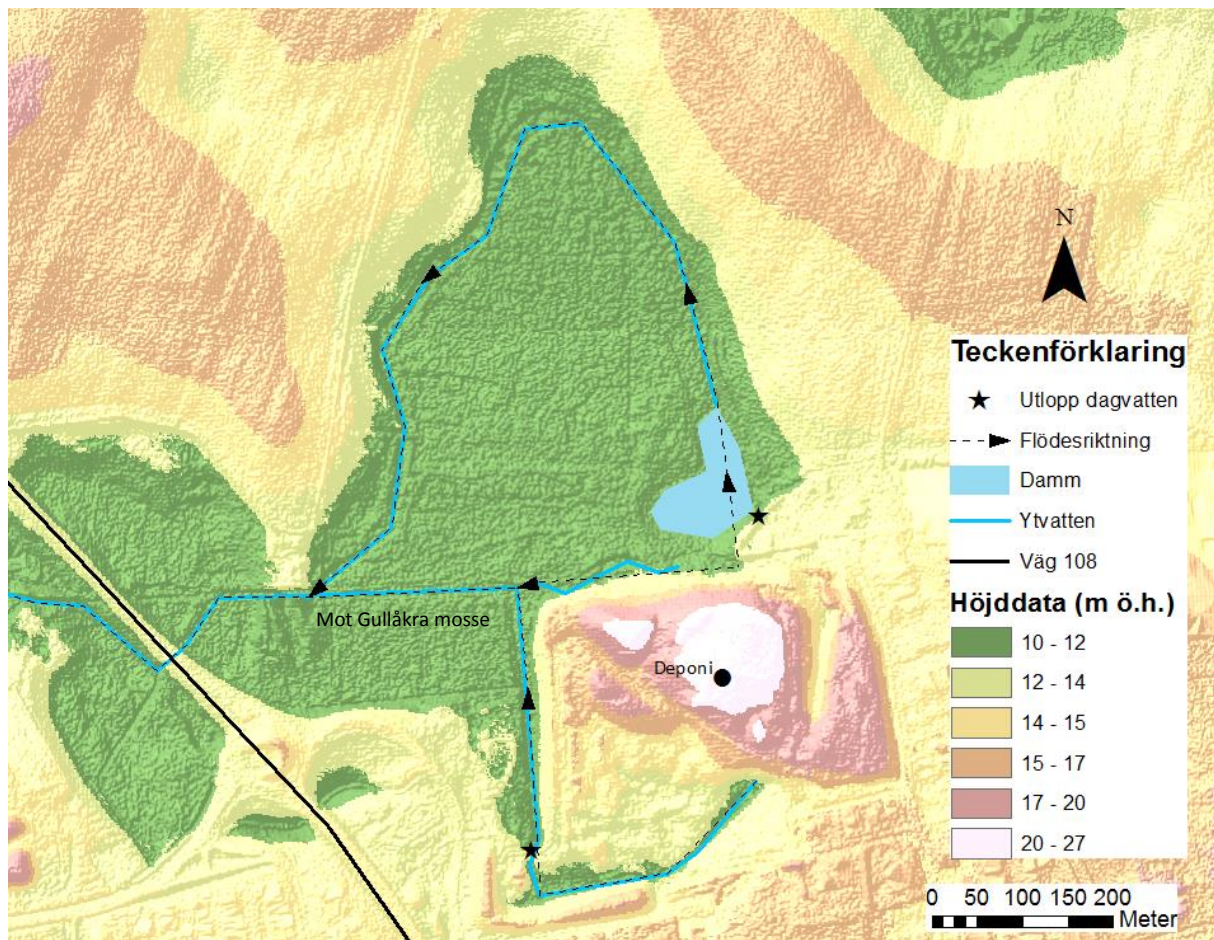 N
Teckenförklaring
Utlopp dagvatten
Flödesriktning
Damm
Ytvatten
Väg 108
Höjddata (m ö.h.)
10 - 12
12 - 14
14 - 15
15 - 17
17 - 20
20 - 27
Mot Gullåkra mosse
Deponi
0 50 100 150 200
Meter